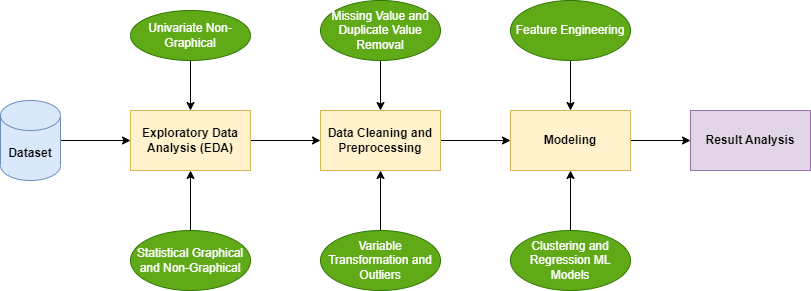 Univariate Non-
Graphical
Missing Value and
Duplicate Value
Removal
Feature Engineering
Dataset
Exploratory Data
Analysis (EDA)
Data Cleaning and
Preprocessing
Modeling
Result Analysis
Statistical Graphical
and Non-Graphical
Variable
Transformation and
Outliers
Clustering and
Regression ML
Models